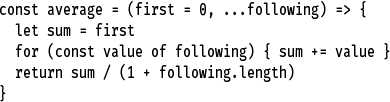 const average = (first = 0, ...following) => {
  let sum = first
  for (const value of following) { sum += value }
  return sum / (1 + following.length)
}